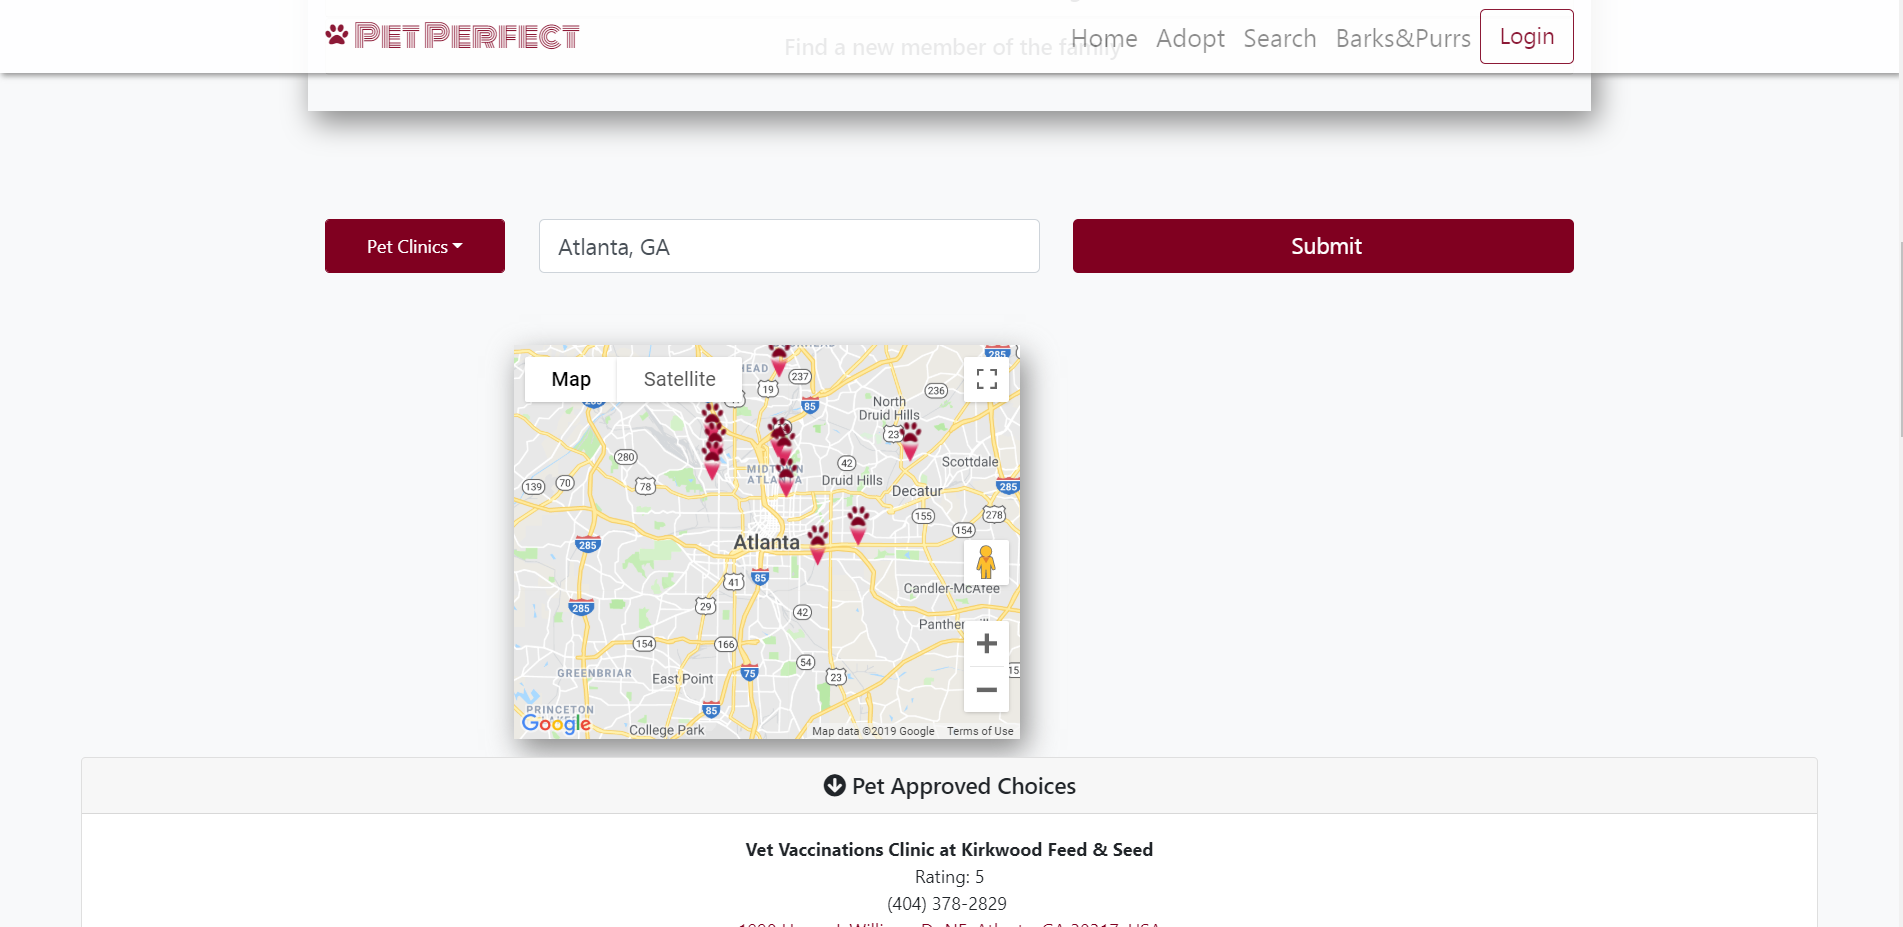 PET PERFECT
Find a new member of the family
Home Adopt Search Barks&Purrs Login
Pet Clinics
Atlanta, GA
Submit
Map Satellite
HEAD
285
237
19
236
85
North
Druid Hills
23
280
42
Scottdale
MIDTOWN
ATLANTA
139
70
78
Druid Hills
Decatur
285
155
278
154
285
Atlanta
41
85
Candler-McAfee
285
29
42
Panther
154
166
54
GREENBRIAR
East Point
75
23
15
PRINCETON
85
Google
College Park
Map data ©2019 Google Terms of Use
Pet Approved Choices
Vet Vaccinations Clinic at Kirkwood Feed & Seed
Rating: 5
(404) 378-2829